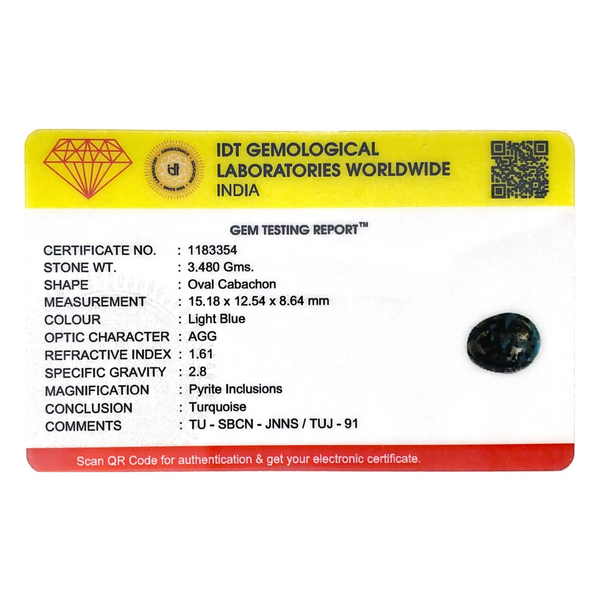 IDT GEMOLOGICAL
LABORATORIES WORLDWIDE
INDIA
GEM TESTING REPORT™
CERTIFICATE NO. : 1183354
STONE WT. : 3.480 Gms.
SHAPE : Oval Cabachon
MEASUREMENT : 15.18 x 12.54 x 8.64 mm
COLOUR : Light Blue
OPTIC CHARACTER : AGG
REFRACTIVE INDEX : 1.61
SPECIFIC GRAVITY : 2.8
MAGNIFICATION : Pyrite Inclusions
CONCLUSION : Turquoise
COMMENTS : TU - SBCN - JNNS / TUJ - 91
Scan QR Code for authentication & get your electronic certificate.